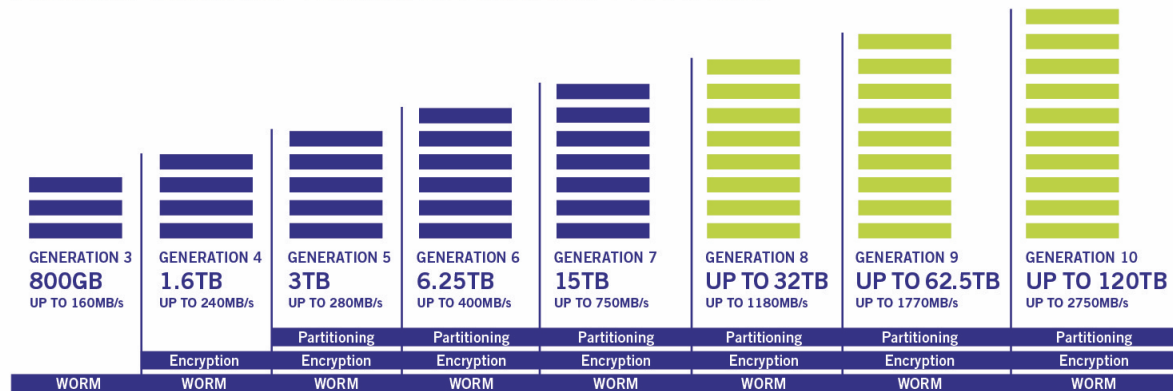 GENERATION 3
800GB
UP TO 160MB/s
GENERATION 4
1.6TB
UP TO 240MB/s
GENERATION 5
3TB
UP TO 280MB/s
GENERATION 6
6.25TB
UP TO 400MB/s
GENERATION 7
15TB
UP TO 750MB/s
GENERATION 8
UP TO 32TB
UP TO 1180MB/s
GENERATION 9
UP TO 62.5TB
UP TO 1770MB/s
GENERATION 10
UP TO 120TB
UP TO 2750MB/s
Partitioning Partitioning Partitioning Partitioning Partitioning Partitioning
Encryption Encryption Encryption Encryption Encryption Encryption Encryption
WORM WORM WORM WORM WORM WORM WORM WORM